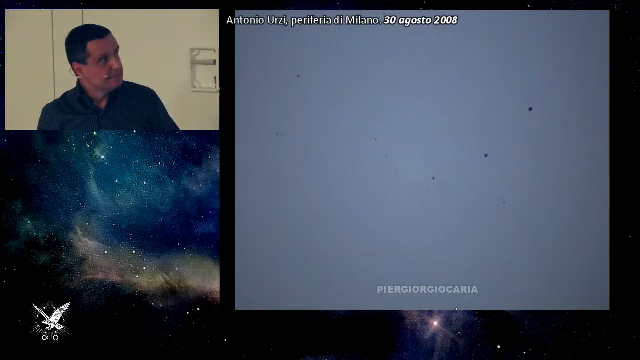 Antonio Urzi, periferia di Milano. 30 agosto 2008
PIERGIORGIOCARIA